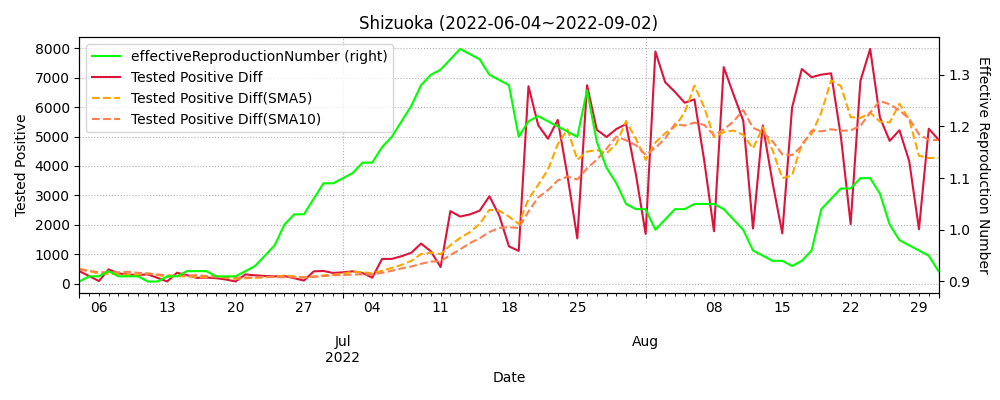 Shizuoka (2022-06-04~2022-09-02)
effectiveReproductionNumber (right)
Tested Positive Diff
Tested Positive Diff(SMA5)
Tested Positive Diff(SMA10)
Tested Positive
8000
7000
6000
5000
4000
3000
2000
1000
0
1.3
1.2
1.1
1.0
0.9
Effective Reproduction Number
06 13 20 27 04 11 18 25 08 15 22 29
Jul Aug
2022
Date